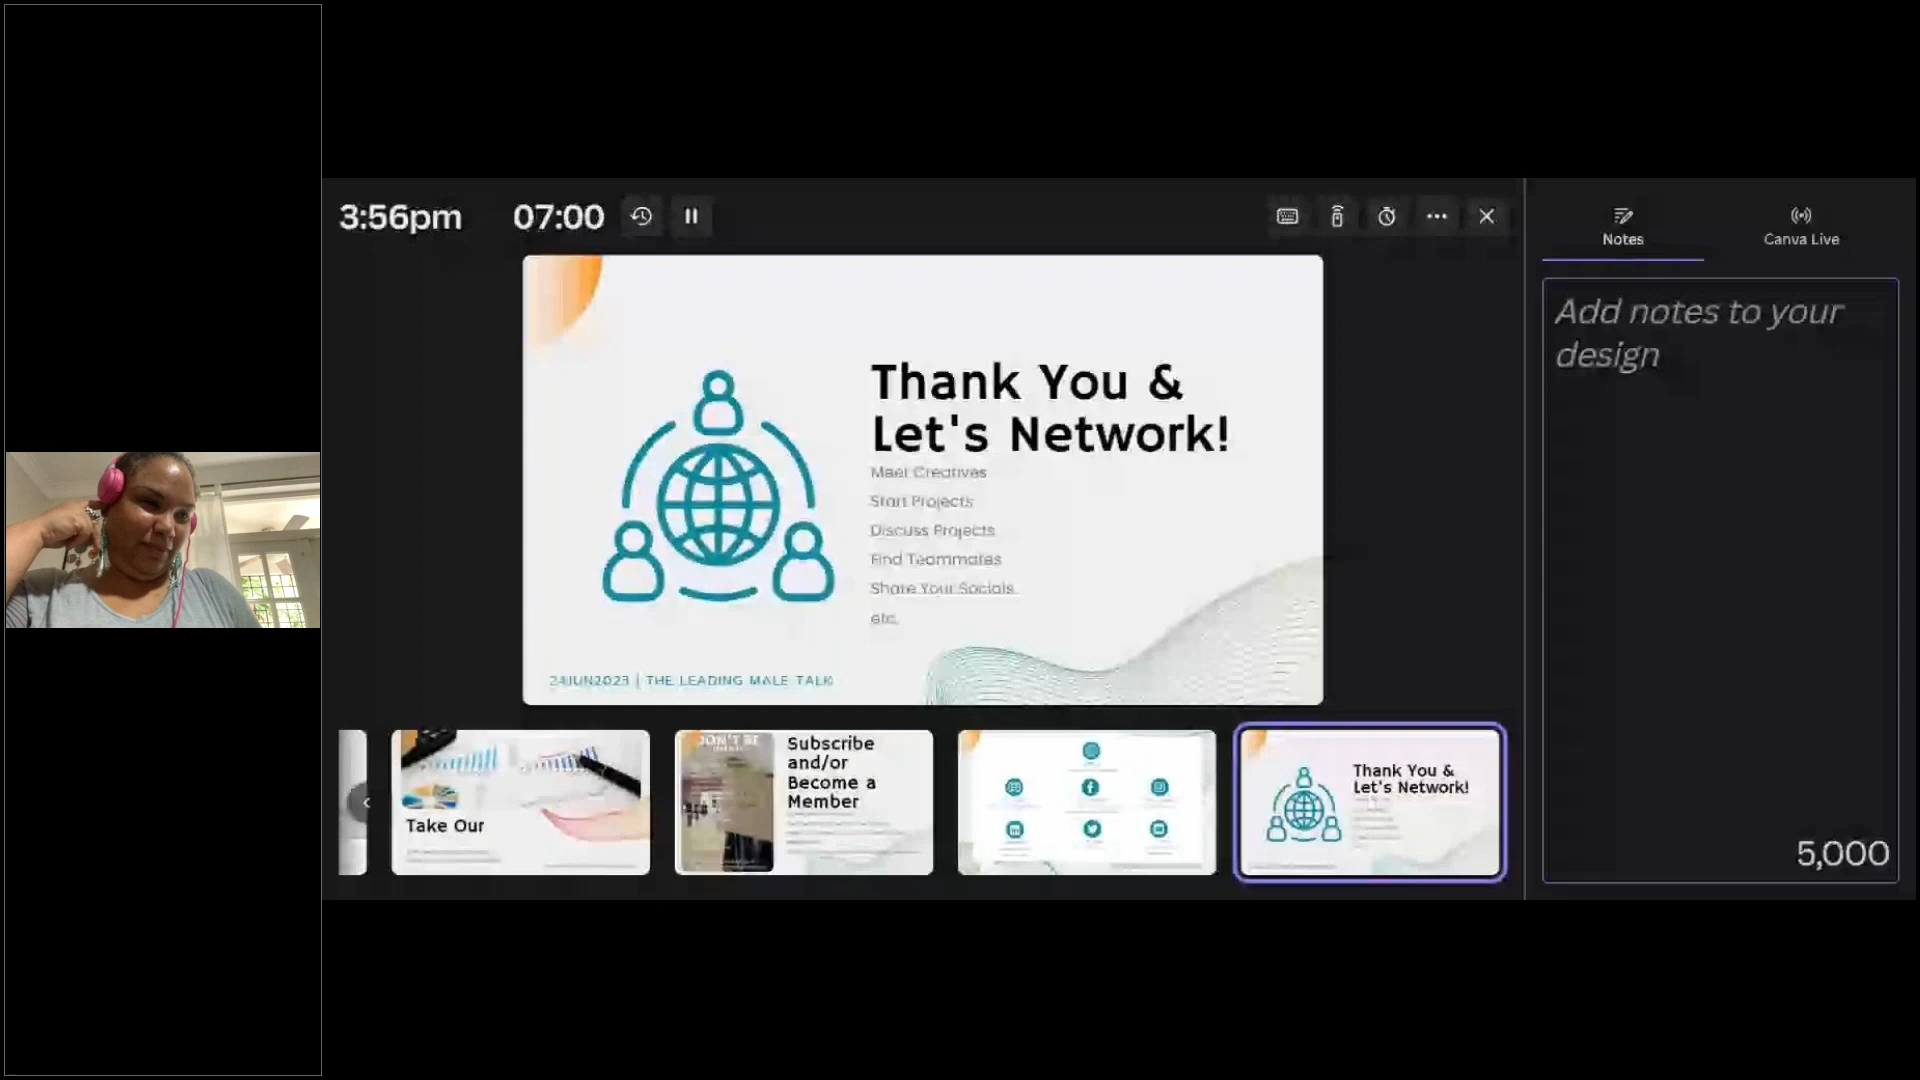 3:56pm
07:00
Notes
Canva Live
Add notes to your
design
5,000
Thank You &
Let's Network!
Meet Creatives
Start Projects
Discuss Projects
Find Teammates
Share Your Socials
etc.
24JUN2023 | THE LEADING MALE TALK
Take Our
DON'T BE
Subscribe
and/or
Become a
Member
Thank You &
Let's Network!